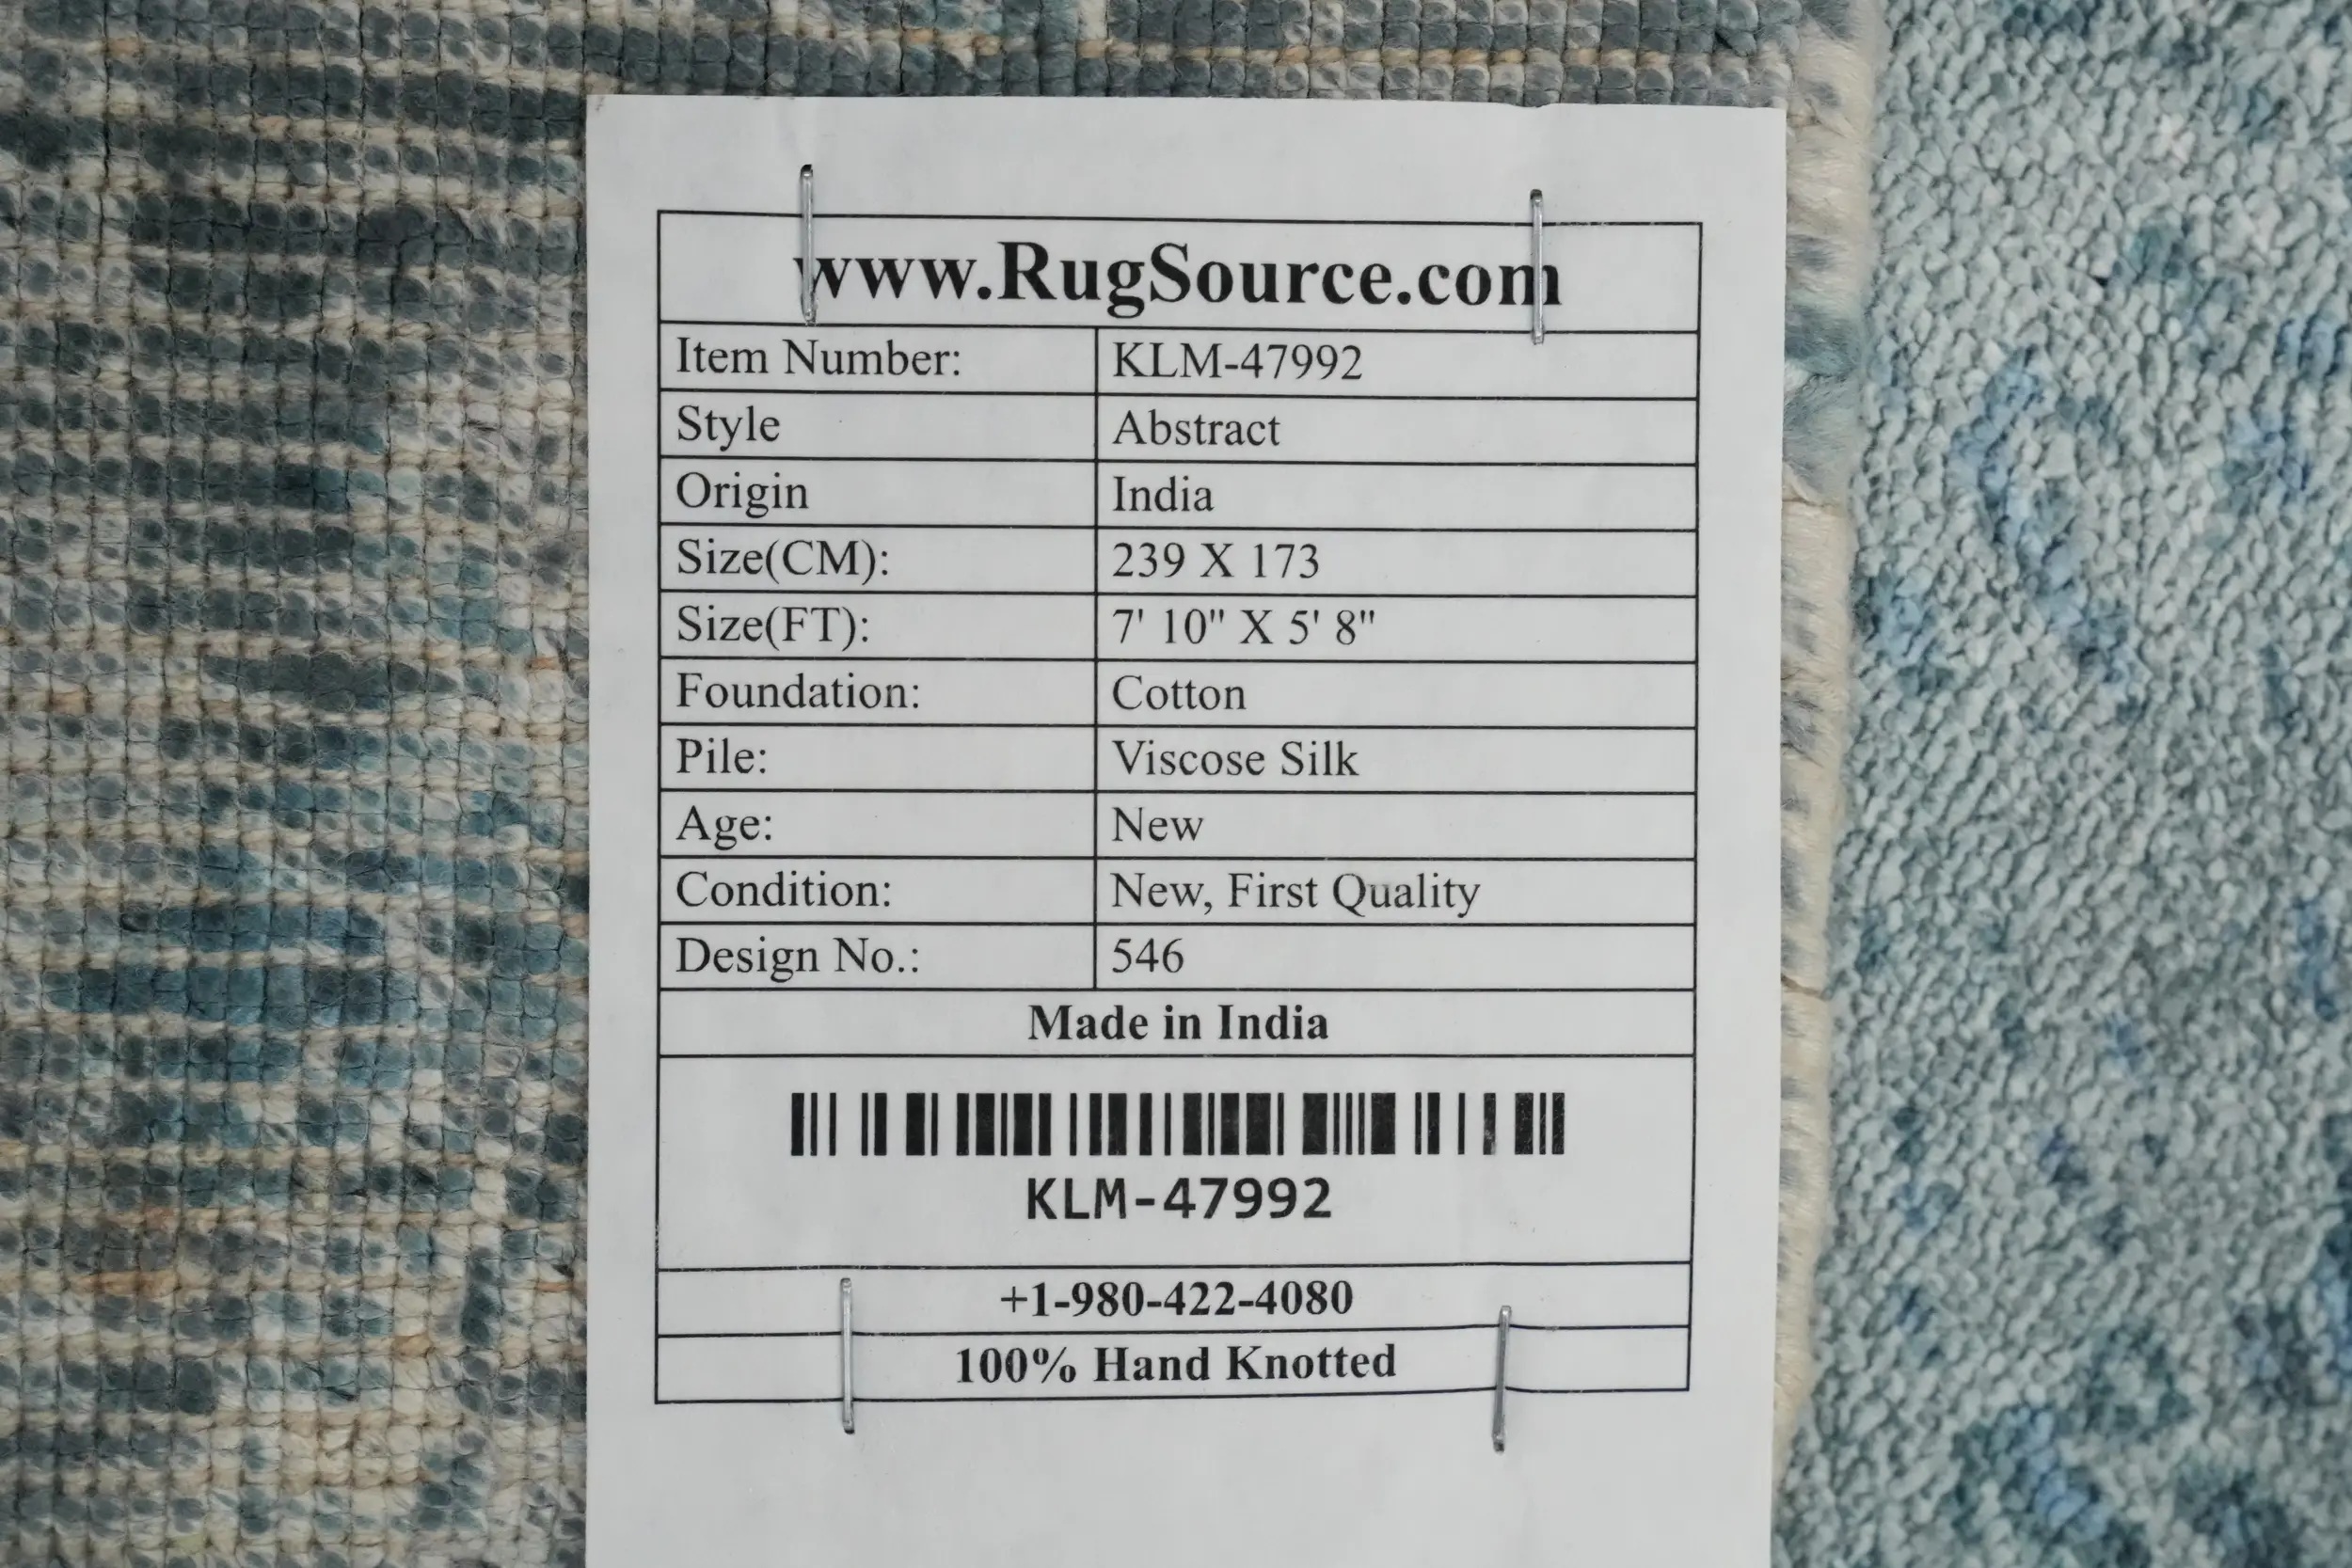 www.RugSource.com
Item Number: KLM-47992
Style Abstract
Origin India
Size(CM): 239 X 173
Size(FT): 7' 10" X 5' 8"
Foundation: Cotton
Pile: Viscose Silk
Age: New
Condition: New, First Quality
Design No.: 546
Made in India
KLM-47992
+1-980-422-4080
100% Hand Knotted